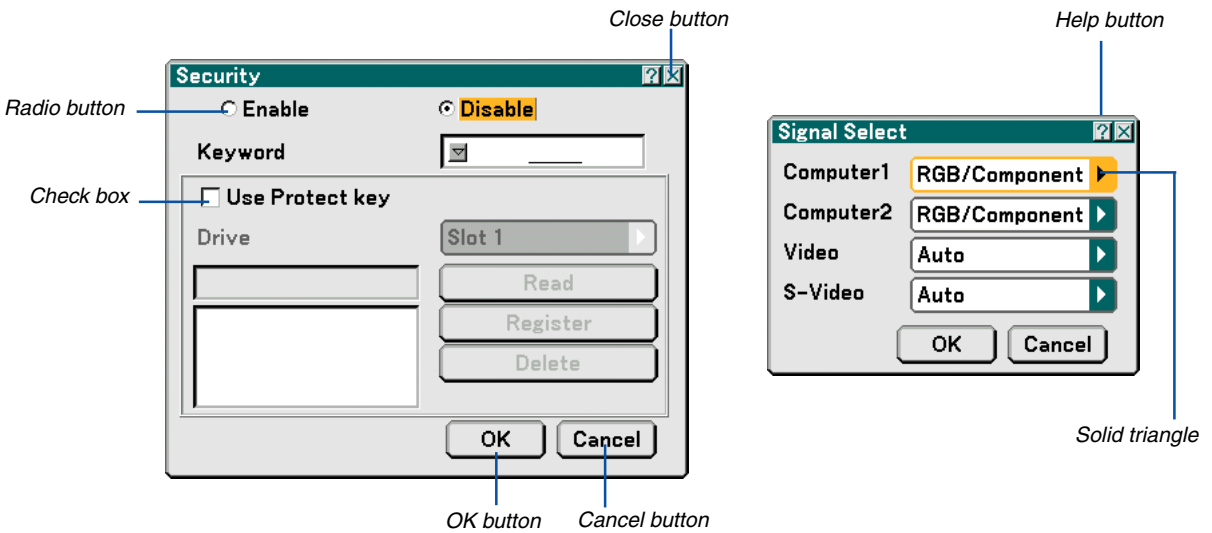 Close button
Help button
Security ? X
Radio button
Enable Disable
Keyword
Check box
Use Protect key
Drive Slot 1
Read
Register
Delete
OK Cancel
OK button Cancel button
Signal Select ? X
Computer1 RGB/Component
Computer2 RGB/Component
Video Auto
S-Video Auto
OK Cancel
Solid triangle